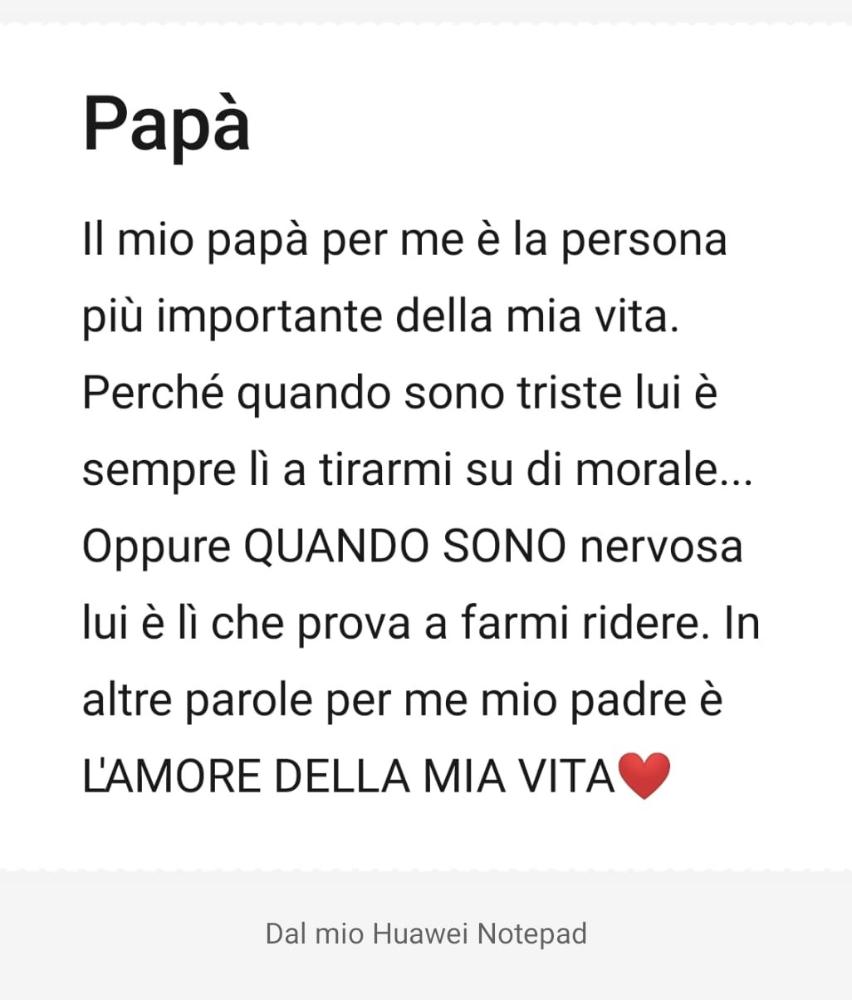 Papà
Il mio papà per me è la persona
più importante della mia vita.
Perché quando sono triste lui è
sempre lì a tirarmi su di morale...
Oppure QUANDO SONO nervosa
lui è lì che prova a farmi ridere. In
altre parole per me mio padre è
L'AMORE DELLA MIA VITA❤️
Dal mio Huawei Notepad